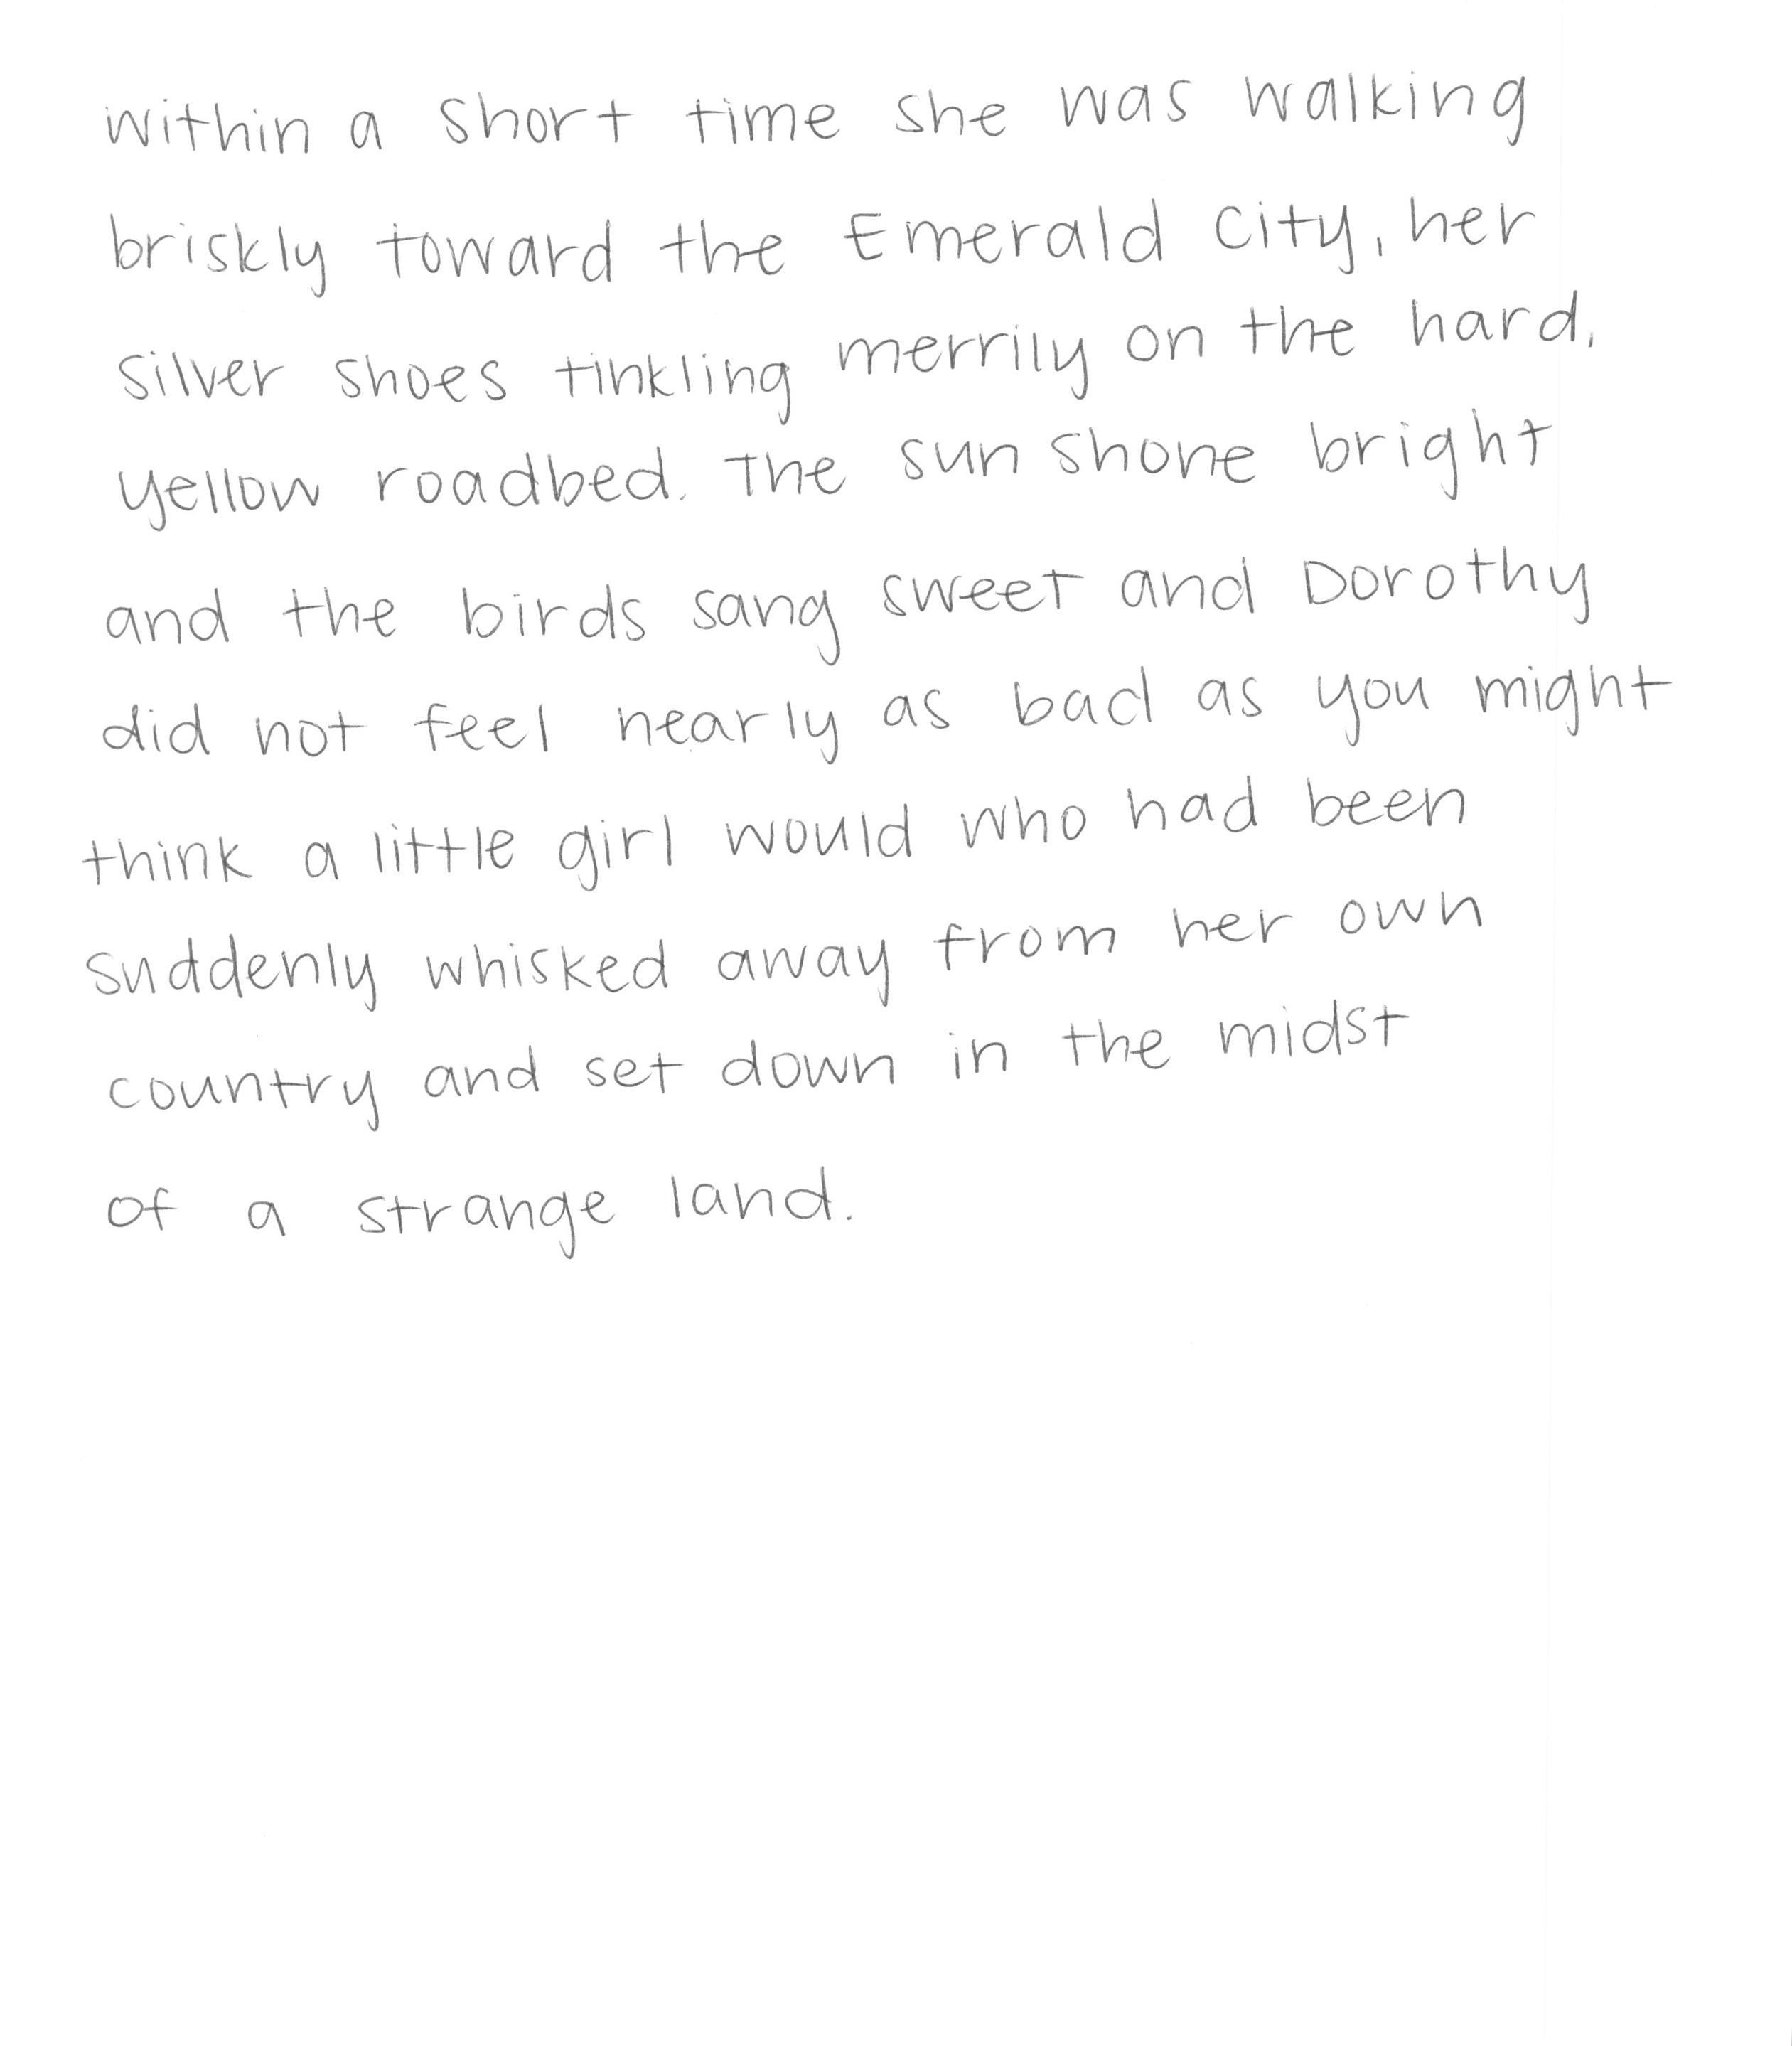 within a short time she was walking
briskly toward the Emerald City, her
silver shoes tinkling merrily on the hard,
yellow roadbed. The sun shone bright
and the birds sang sweet and Dorothy
did not feel nearly as bad as you might
think a little girl would who had been
suddenly whisked away from her own
country and set down in the midst
of a strange land.